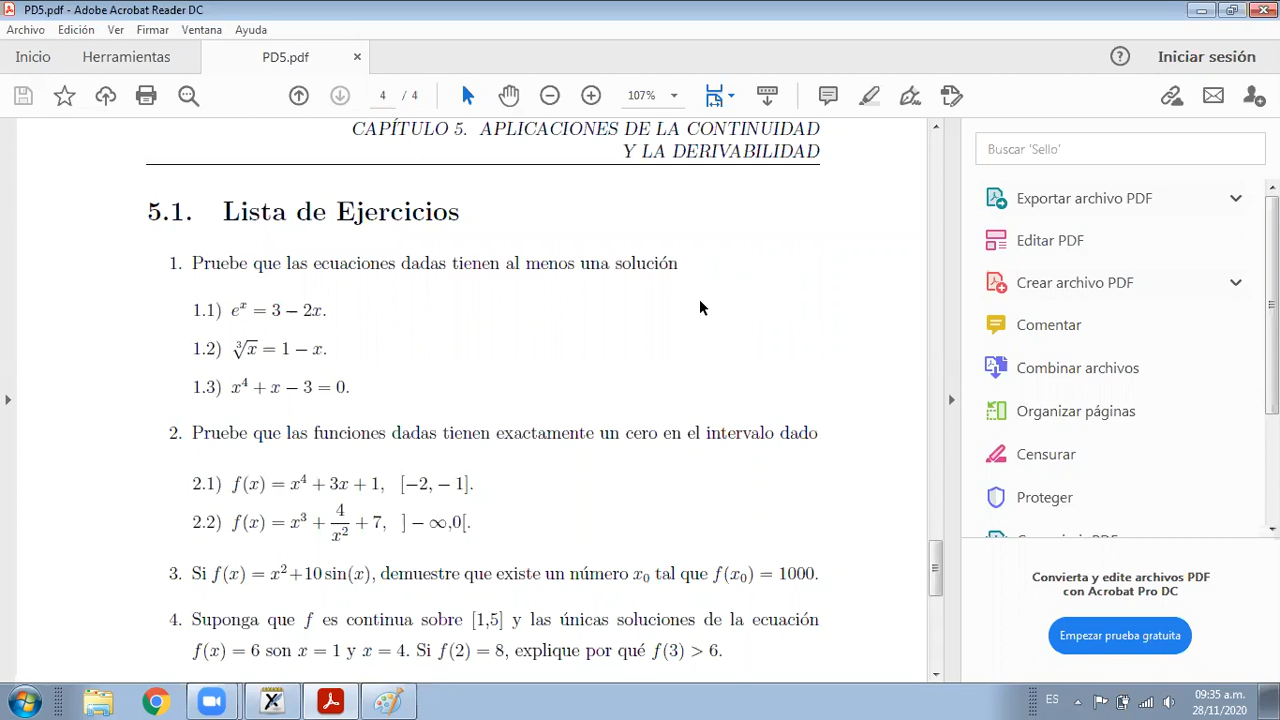 PD5.pdf - Adobe Acrobat Reader DC
Archivo Edición Ver Firmar Ventana Ayuda
Inicio Herramientas PD5.pdf × Iniciar sesión
4 / 4 107%
CAPÍTULO 5. APLICACIONES DE LA CONTINUIDAD
Y LA DERIVABILIDAD
5.1. Lista de Ejercicios
1. Pruebe que las ecuaciones dadas tienen al menos una solución
1.1) e^x = 3 − 2x.
1.2) ∛x = 1 − x.
1.3) x⁴ + x − 3 = 0.
2. Pruebe que las funciones dadas tienen exactamente un cero en el intervalo dado
2.1) f(x) = x⁴ + 3x + 1, [−2, −1].
2.2) f(x) = x³ + 4/x² + 7, ] − ∞,0[.
3. Si f(x) = x²+10 sin(x), demuestre que existe un número x₀ tal que f(x₀) = 1000.
4. Suponga que f es continua sobre [1,5] y las únicas soluciones de la ecuación
f(x) = 6 son x = 1 y x = 4. Si f(2) = 8, explique por qué f(3) > 6.
Buscar 'Sello'
Exportar archivo PDF
Editar PDF
Crear archivo PDF
Comentar
Combinar archivos
Organizar páginas
Censurar
Proteger
Convierta y edite archivos PDF
con Acrobat Pro DC
Empezar prueba gratuita
ES
09:35 a.m.
28/11/2020